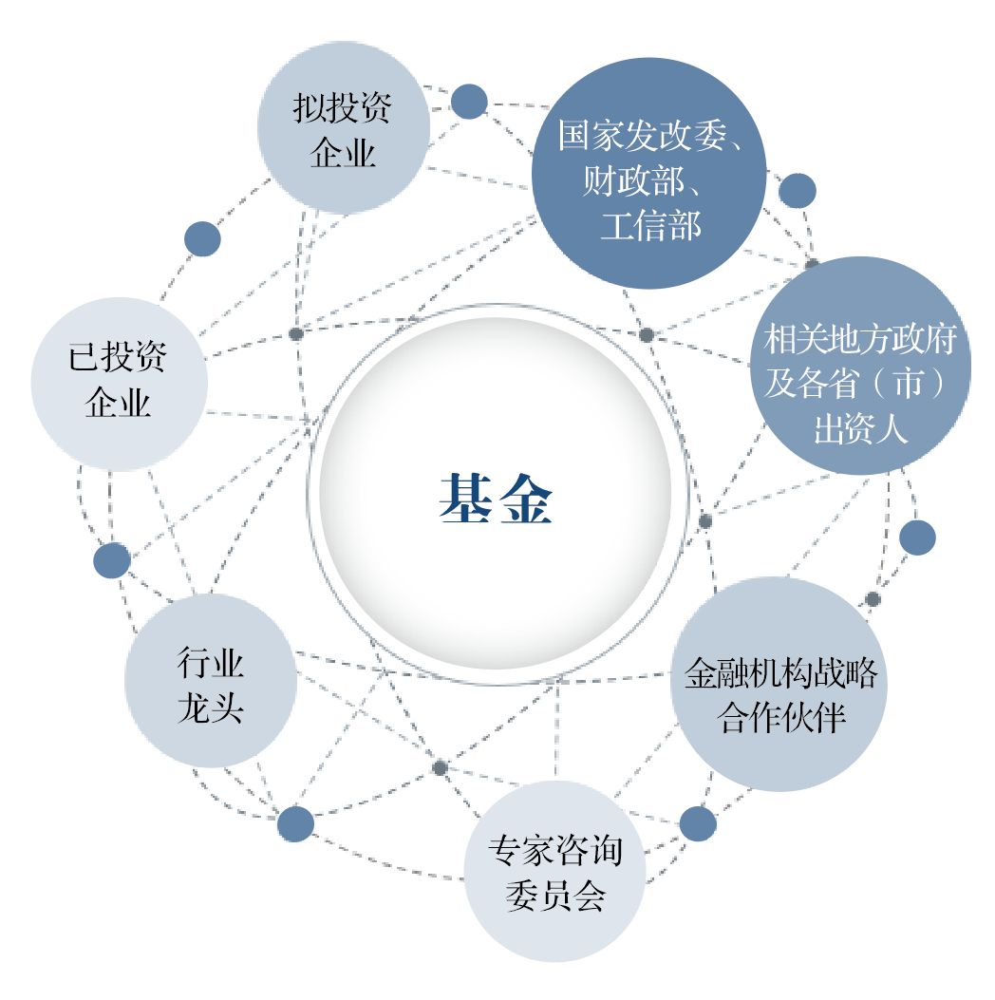 拟投资
企业
国家发改委、
财政部、
工信部
相关地方政府
及各省（市）
出资人
已投资
企业
基金
行业
龙头
金融机构战略
合作伙伴
专家咨询
委员会